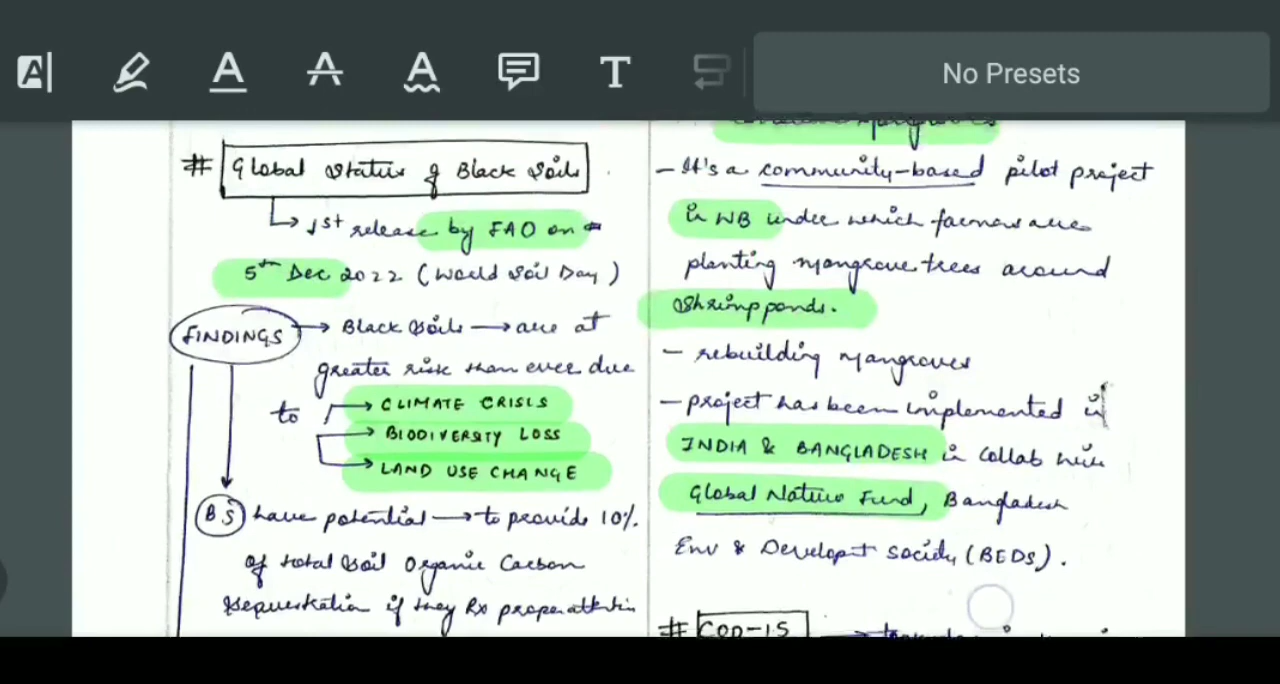 No Presets
# Global Status of Black Soils
1st release by FAO on
5th Dec 2022 (World Soil Day)
FINDINGS → Black Soils → are at
greater risk than ever due
to → CLIMATE CRISIS
→ BIODIVERSITY LOSS
→ LAND USE CHANGE
B.S have potential → to provide 10%
of total Soil Organic Carbon
Sequestration if they Rx proper attention
- It's a community-based pilot project
in WB under which farmers are
planting Mangrove trees around
Shrimp ponds.
- rebuilding Mangroves
- project has been implemented in
INDIA & BANGLADESH in collab with
Global Nature Fund, Bangladesh
Env & Develop't society (BEDS).
# COP-15